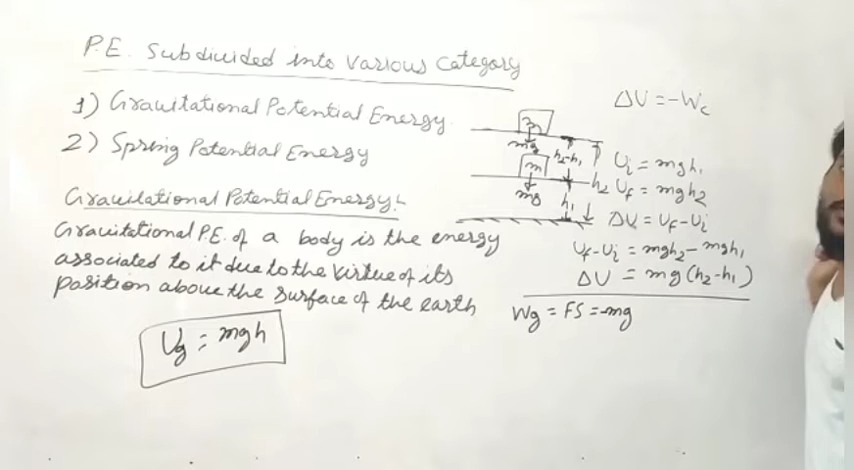 P.E. Subdivided into Various Category
1) Gravitational Potential Energy
2) Spring Potential Energy
Gravitational Potential Energy:-
Gravitational P.E. of a body is the energy
associated to it due to the virtue of its
position above the surface of the earth
Ug = mgh
ΔU = -Wc
m
mg
h2-h1
m
mg
h1
h2
Ui = mgh1
Uf = mgh2
ΔU = Uf-Ui
Uf-Ui = mgh2-mgh1
ΔU = mg(h2-h1)
Wg = FS = -mg